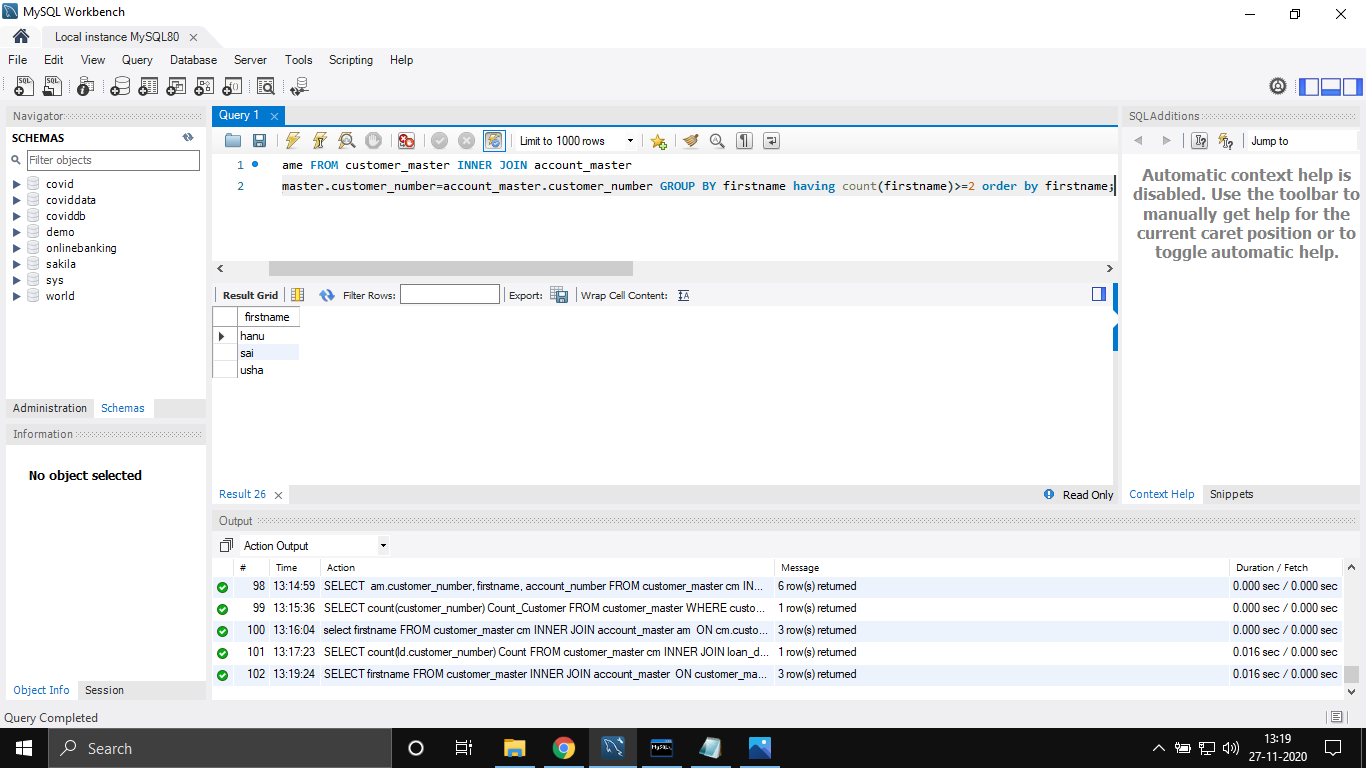 MySQL Workbench
Local instance MySQL80
File Edit View Query Database Server Tools Scripting Help
Navigator
SCHEMAS
Filter objects
covid
coviddata
coviddb
demo
onlinebanking
sakila
sys
world
Administration Schemas
Information
No object selected
Object Info Session
Query 1
Limit to 1000 rows
1 ame FROM customer_master INNER JOIN account_master
2 master.customer_number=account_master.customer_number GROUP BY firstname having count(firstname)>=2 order by firstname;
Result Grid Filter Rows: Export: Wrap Cell Content:
firstname
hanu
sai
usha
Result 26 Read Only
SQLAdditions
Jump to
Automatic context help is
disabled. Use the toolbar to
manually get help for the
current caret position or to
toggle automatic help.
Context Help Snippets
Output
Action Output
# Time Action Message Duration / Fetch
98 13:14:59 SELECT am.customer_number, firstname, account_number FROM customer_master cm IN... 6 row(s) returned 0.000 sec / 0.000 sec
99 13:15:36 SELECT count(customer_number) Count_Customer FROM customer_master WHERE custo... 1 row(s) returned 0.000 sec / 0.000 sec
100 13:16:04 select firstname FROM customer_master cm INNER JOIN account_master am ON cm.custo... 3 row(s) returned 0.000 sec / 0.000 sec
101 13:17:23 SELECT count(ld.customer_number) Count FROM customer_master cm INNER JOIN loan_d... 1 row(s) returned 0.016 sec / 0.000 sec
102 13:19:24 SELECT firstname FROM customer_master INNER JOIN account_master ON customer_ma... 3 row(s) returned 0.016 sec / 0.000 sec
Query Completed
Search
13:19
27-11-2020